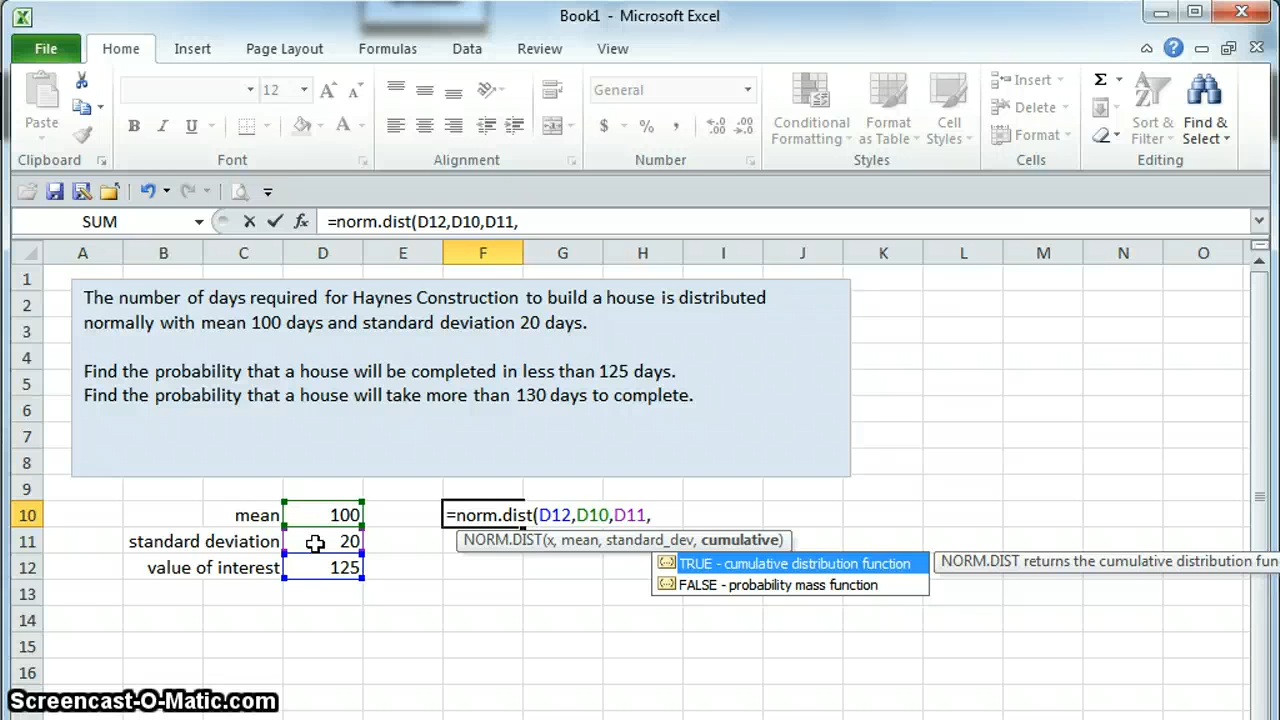 Book1 - Microsoft Excel
File Home Insert Page Layout Formulas Data Review View
Paste
12
General
Conditional Formatting
Format as Table
Cell Styles
Insert
Delete
Format
Sort & Filter
Find & Select
Clipboard Font Alignment Number Styles Cells Editing
SUM =norm.dist(D12,D10,D11,
A B C D E F G H I J K L M N O
1
2
3
4
5
6
7
8
9
10
11
12
13
14
15
16
The number of days required for Haynes Construction to build a house is distributed
normally with mean 100 days and standard deviation 20 days.
Find the probability that a house will be completed in less than 125 days.
Find the probability that a house will take more than 130 days to complete.
mean 100 =norm.dist(D12,D10,D11,
standard deviation 20 NORM.DIST(x, mean, standard_dev, cumulative)
value of interest 125 TRUE - cumulative distribution function NORM.DIST returns the cumulative distribution fun
FALSE - probability mass function
Screencast-O-Matic.com